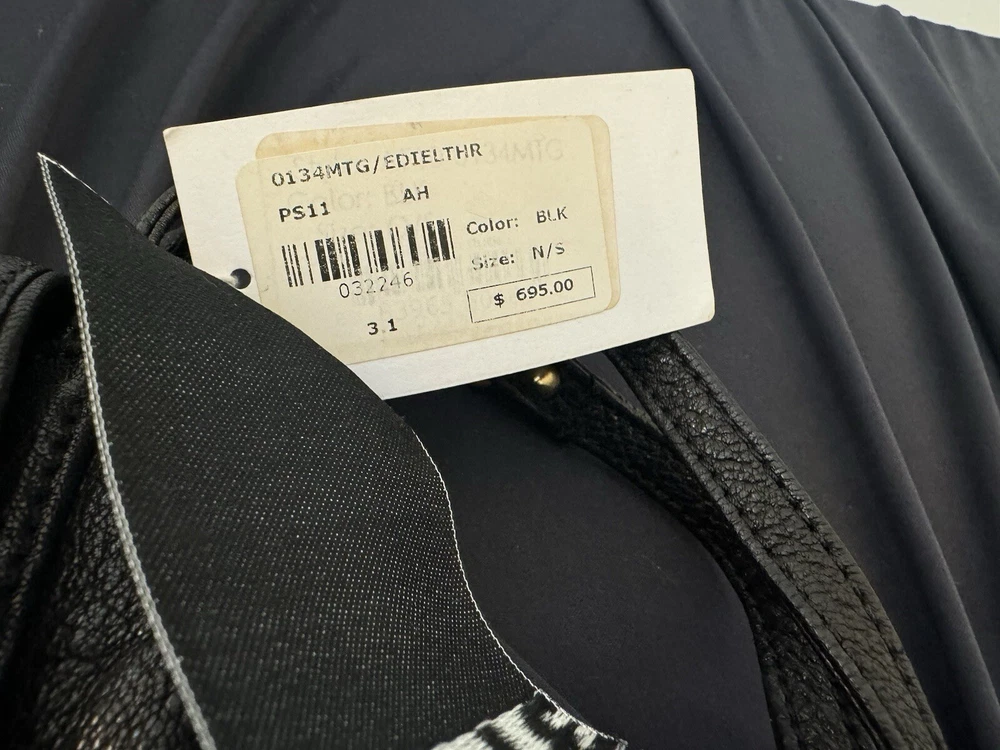 0134MTG/EDIELTHR
PS11 AH
Color: BLK
032246
Size: N/S
3.1
$ 695.00